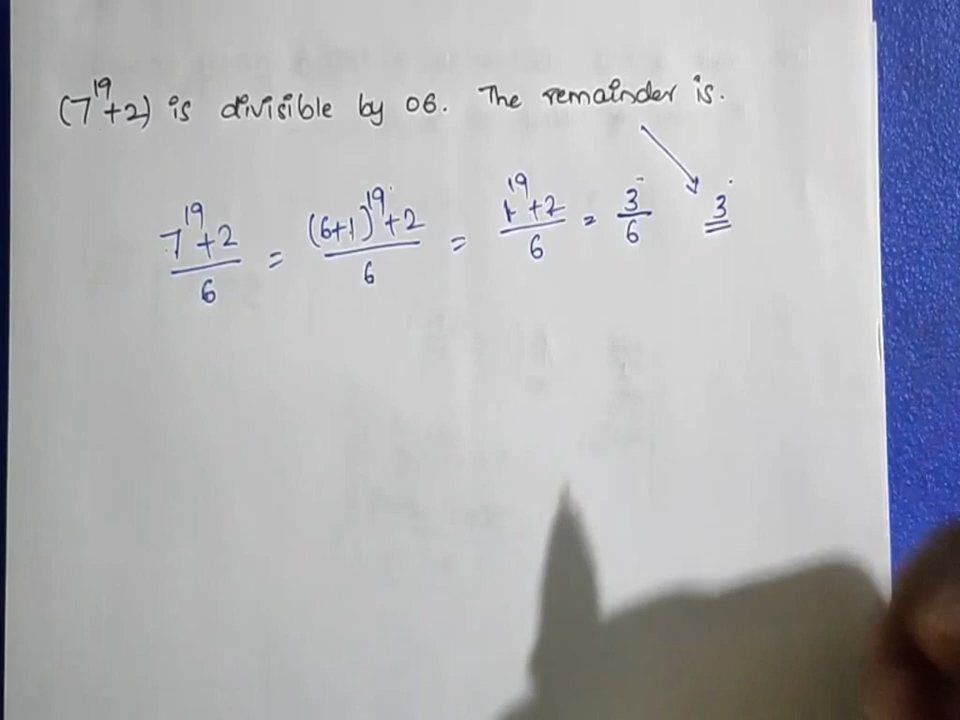 (7^19+2) is divisible by 06. The remainder is.
(7^19+2)/6 = ((6+1)^19+2)/6 = (1^19+2)/6 = 3/6 3